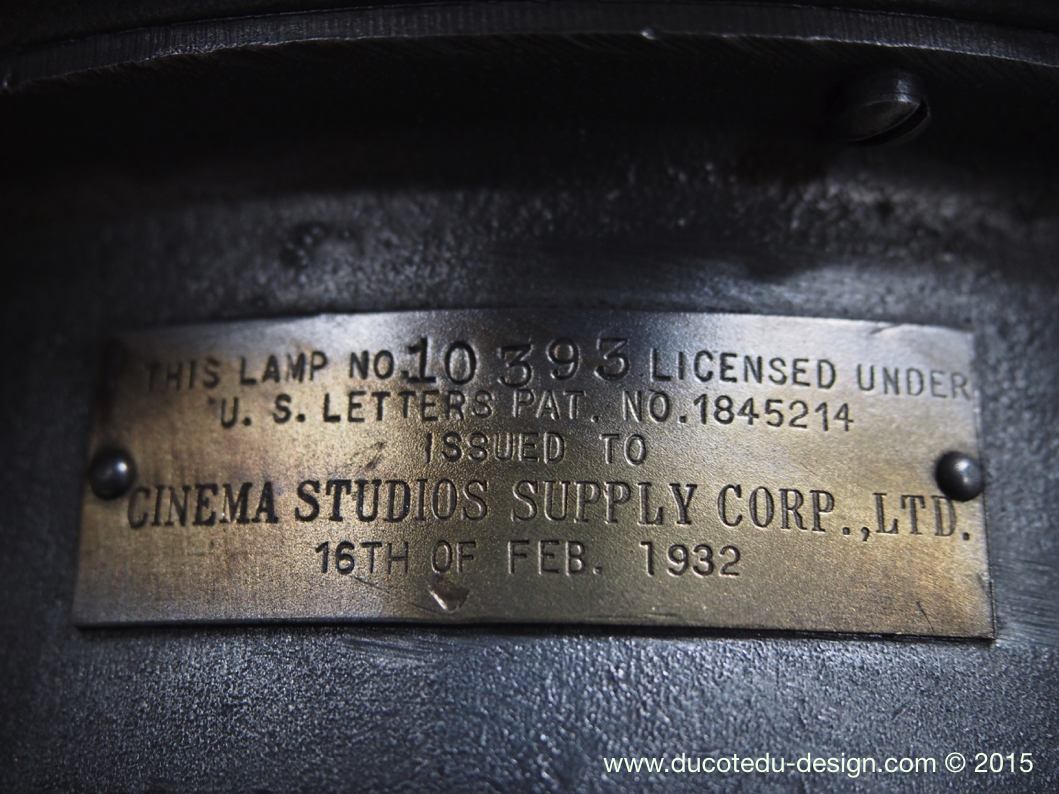 THIS LAMP NO.10393 LICENSED UNDER
U. S. LETTERS PAT. NO.1845214
ISSUED TO
CINEMA STUDIOS SUPPLY CORP.,LTD.
16TH OF FEB. 1932
www.ducotedu-design.com © 2015